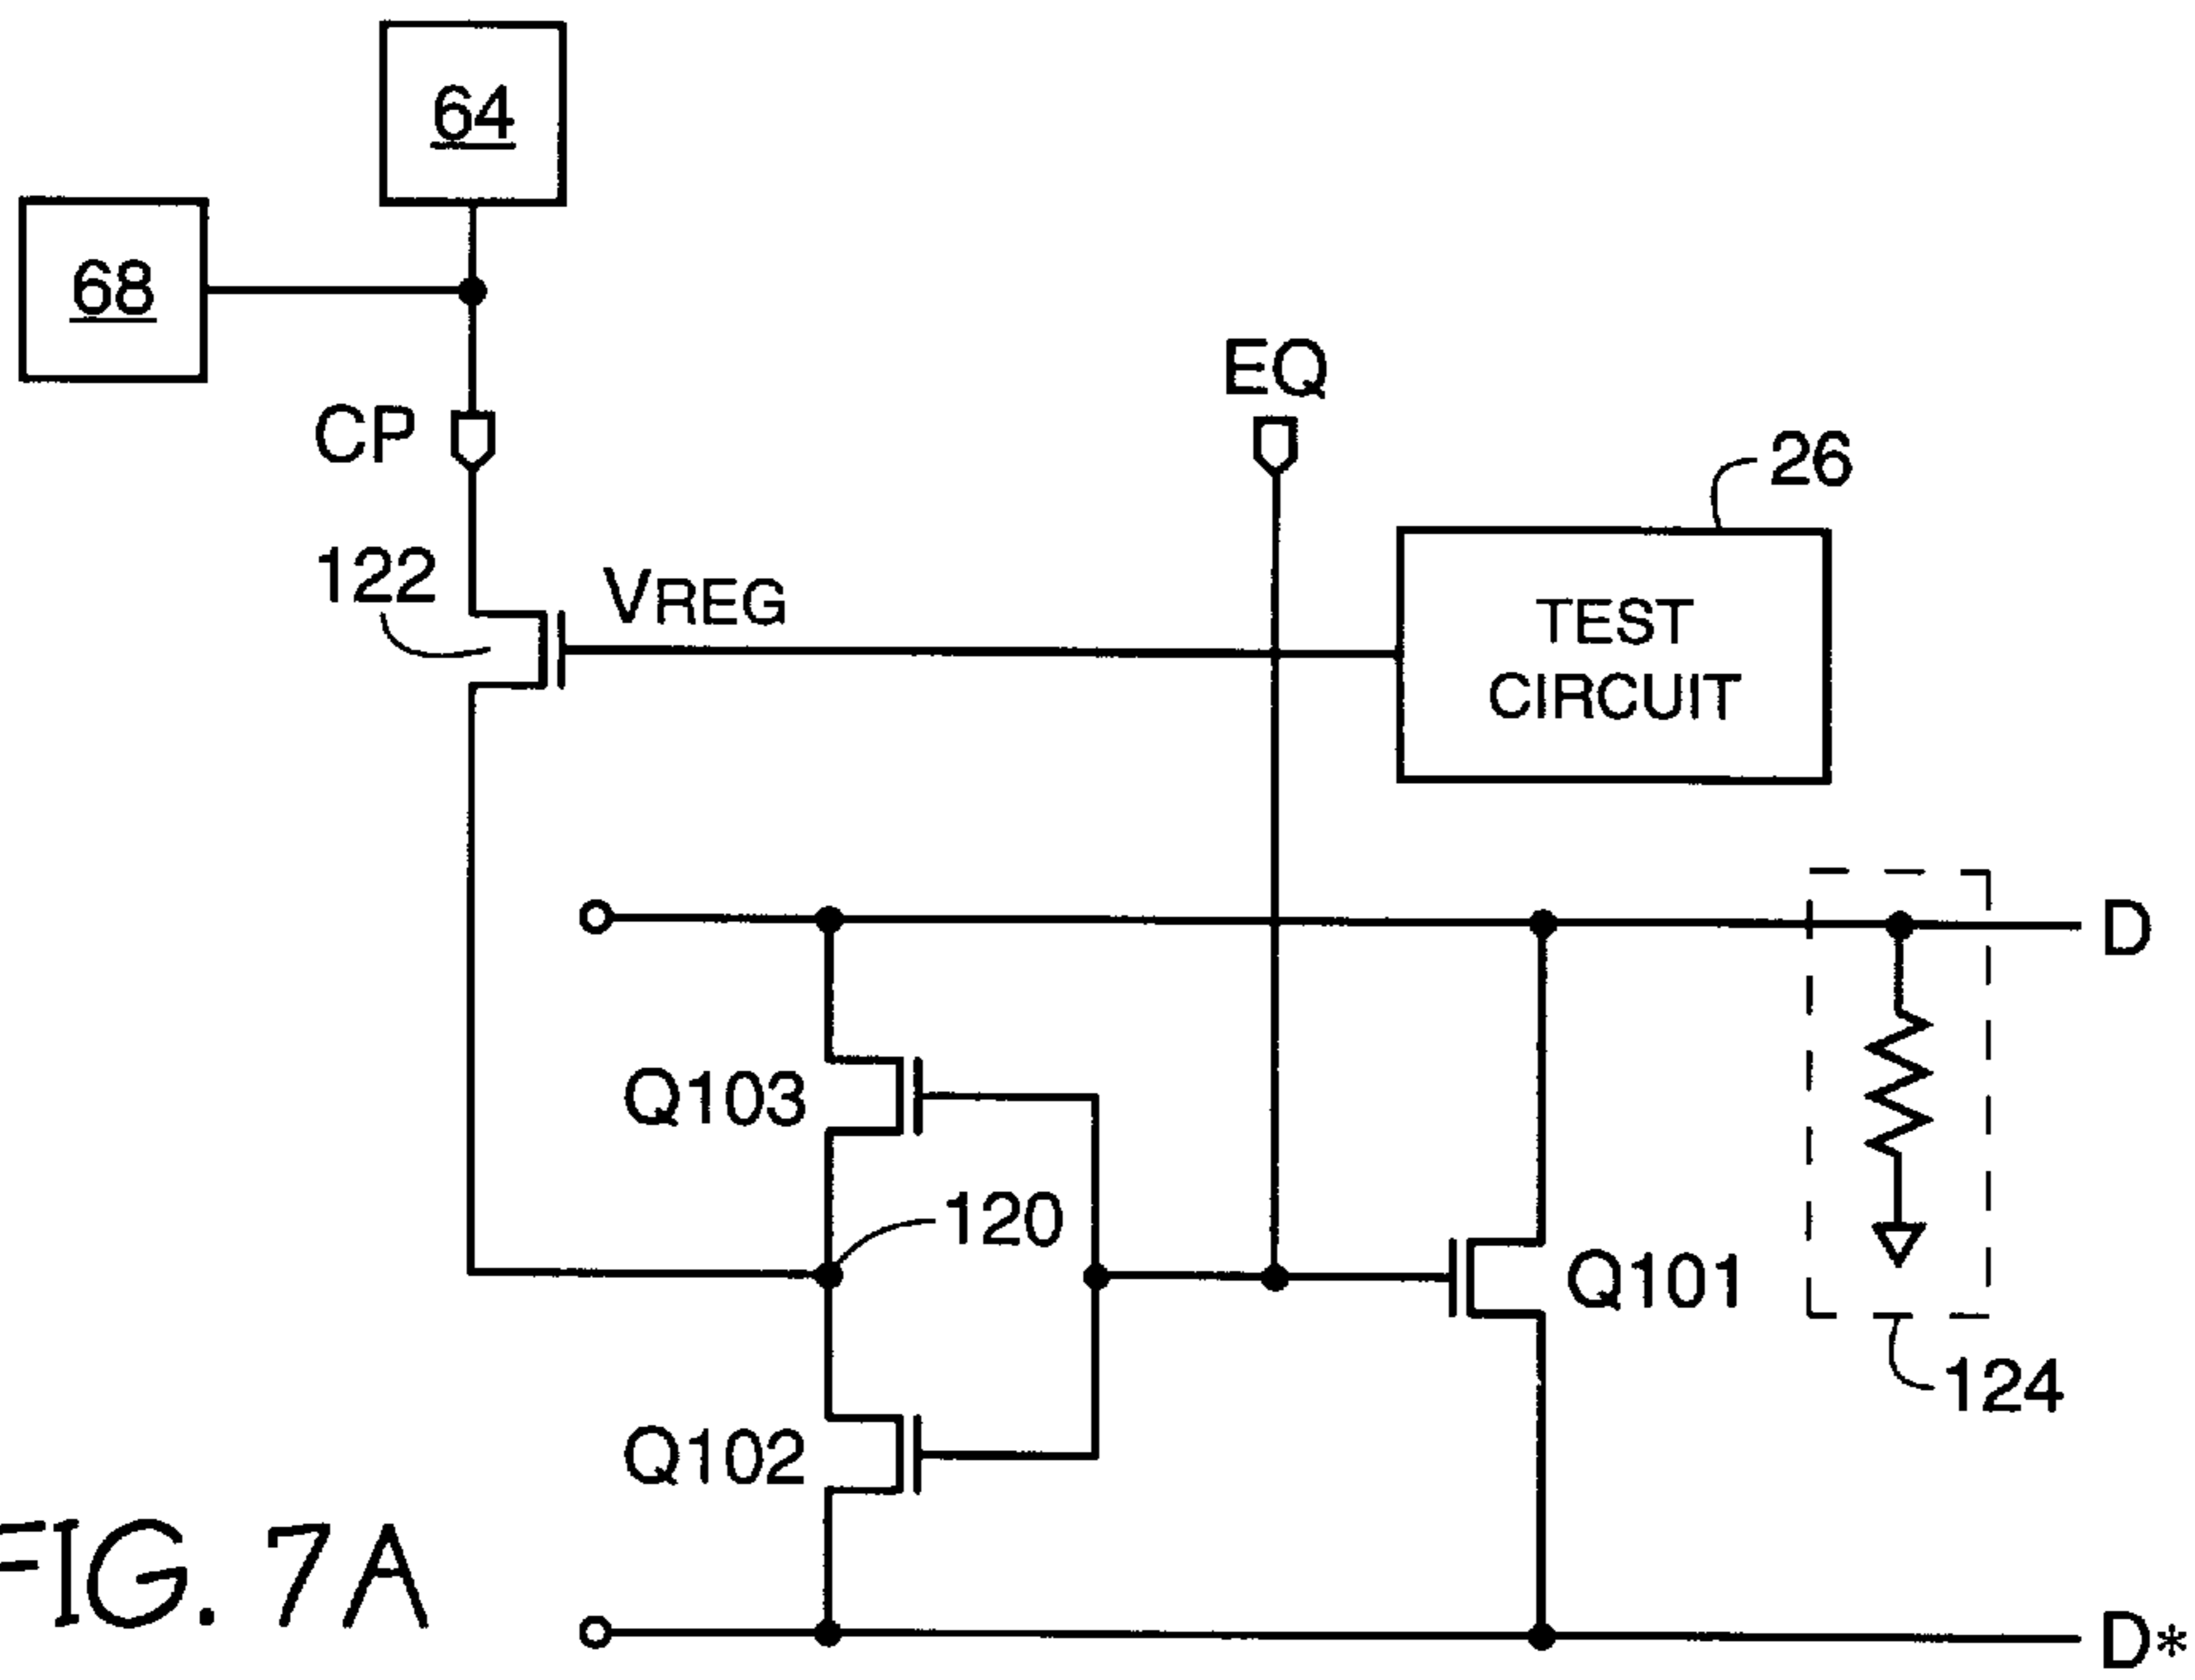 64
68
CP
EQ
26
122
VREG
TEST
CIRCUIT
D
Q103
120
Q101
124
Q102
FIG. 7A
D*